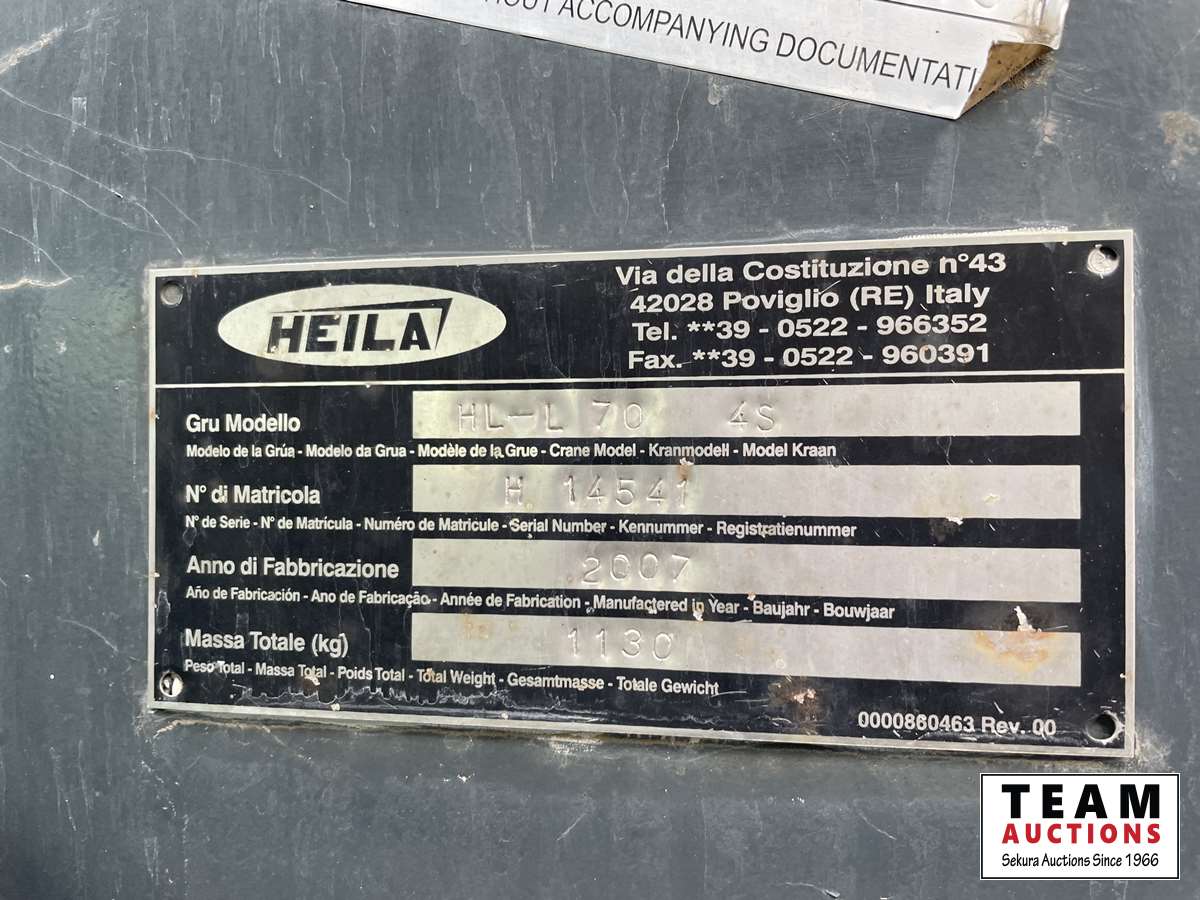 ACCOMPANYING DOCUMENTATI
HEILA
Via della Costituzione n°43
42028 Poviglio (RE) Italy
Tel. **39 - 0522 - 966352
Fax. **39 - 0522 - 960391
Gru Modello HL-L 70 4S
Modelo de la Grúa - Modelo da Grua - Modèle de la Grue - Crane Model - Kranmodell - Model Kraan
N° di Matricola H 14541
N° de Serie - N° de Matrícula - Numéro de Matricule - Serial Number - Kennummer - Registratienummer
Anno di Fabbricazione 2007
Año de Fabricación - Ano de Fabricação - Année de Fabrication - Manufactured in Year - Baujahr - Bouwjaar
Massa Totale (kg) 1130
Peso Total - Massa Total - Poids Total - Total Weight - Gesamtmasse - Totale Gewicht
0000860463 Rev. 00
TEAM
AUCTIONS
Sekura Auctions Since 1966